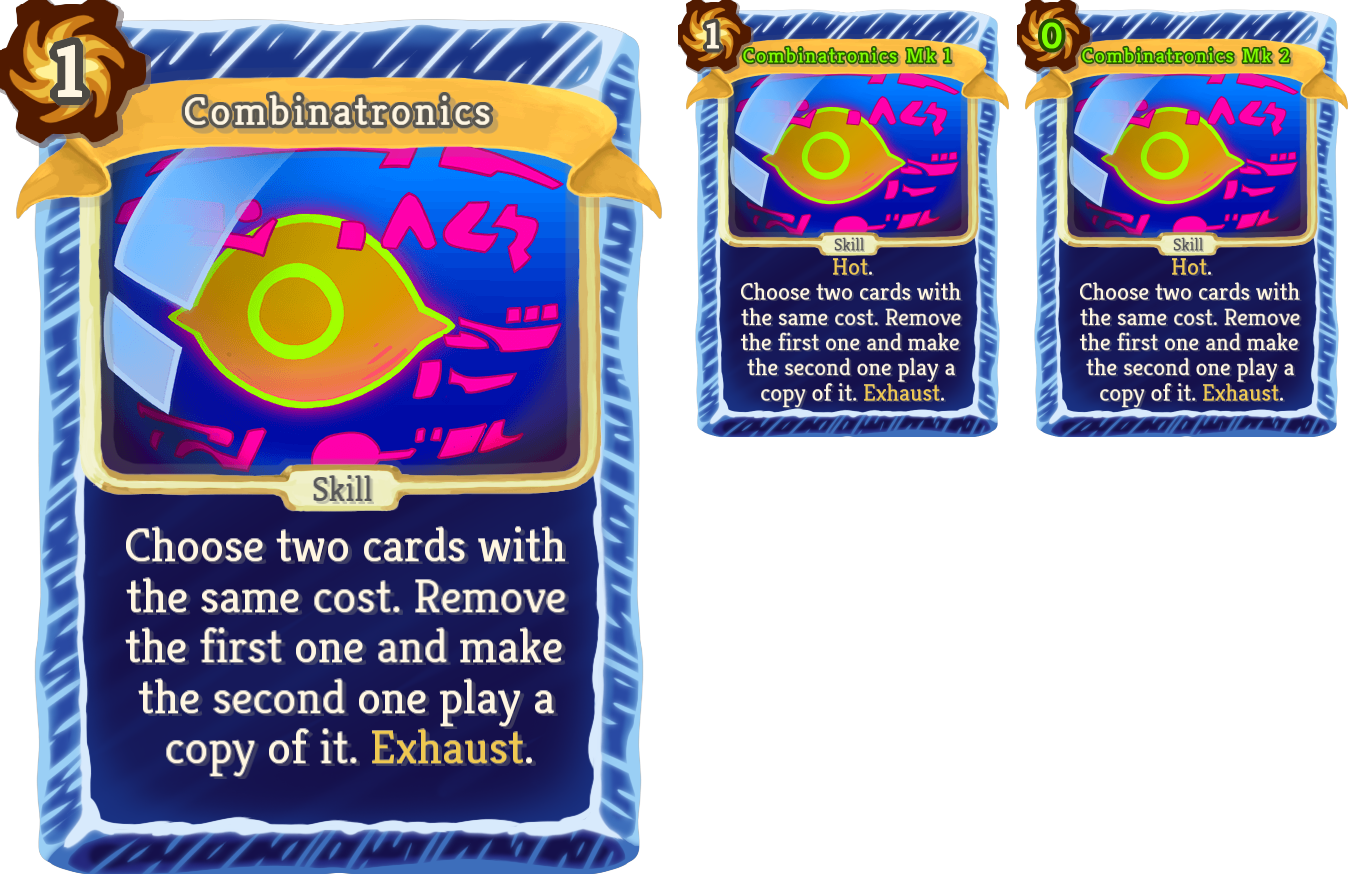 1
Combinatronics
Skill
Choose two cards with
the same cost. Remove
the first one and make
the second one play a
copy of it. Exhaust.
1
Combinatronics Mk 1
Skill
Hot.
Choose two cards with
the same cost. Remove
the first one and make
the second one play a
copy of it. Exhaust.
0
Combinatronics Mk 2
Skill
Hot.
Choose two cards with
the same cost. Remove
the first one and make
the second one play a
copy of it. Exhaust.